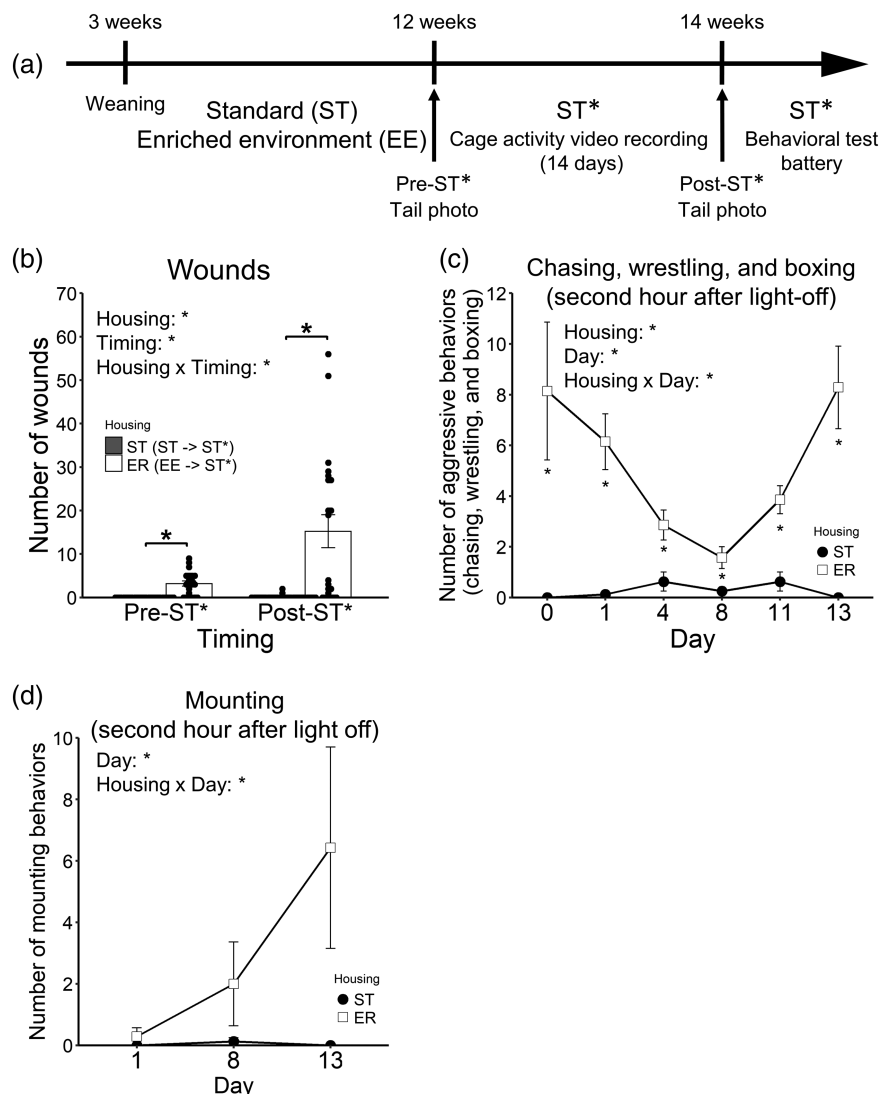 (a)
3 weeks
12 weeks
14 weeks
Weaning
Standard (ST)
Enriched environment (EE)
ST*
Cage activity video recording
(14 days)
ST*
Behavioral test
battery
Pre-ST*
Tail photo
Post-ST*
Tail photo
(b)
Wounds
Number of wounds
70
60
50
40
30
20
10
0
Housing: *
Timing: *
Housing x Timing: *
Housing
ST (ST -> ST*)
ER (EE -> ST*)
*
*
Pre-ST*
Post-ST*
Timing
(c)
Chasing, wrestling, and boxing
(second hour after light-off)
Number of aggressive behaviors
(chasing, wrestling, and boxing)
12
10
8
6
4
2
0
Housing: *
Day: *
Housing x Day: *
*
*
*
*
*
*
Housing
ST
ER
0
1
4
8
11
13
Day
(d)
Mounting
(second hour after light off)
Number of mounting behaviors
10
8
6
4
2
0
Day: *
Housing x Day: *
Housing
ST
ER
1
8
13
Day